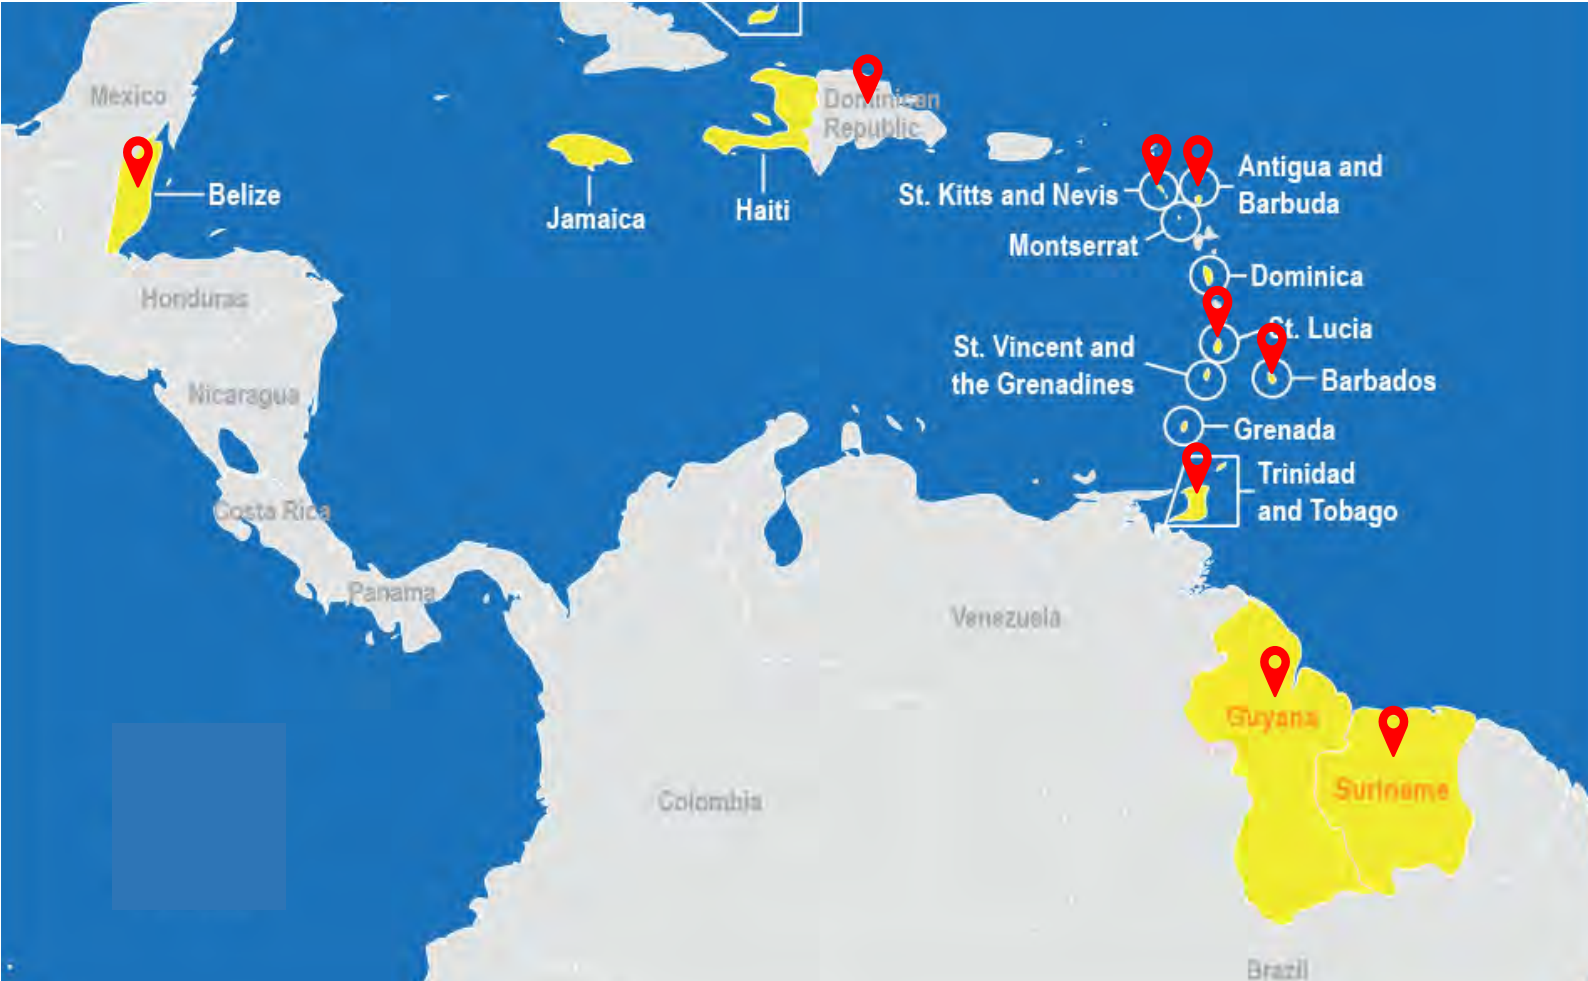 Mexico
Dominican
Republic
Belize
Jamaica
Haiti
St. Kitts and Nevis
Antigua and
Barbuda
Montserrat
Dominica
Honduras
St. Lucia
St. Vincent and
the Grenadines
Barbados
Nicaragua
Grenada
Trinidad
and Tobago
Costa Rica
Panama
Venezuela
Guyana
Suriname
Colombia
Brazil